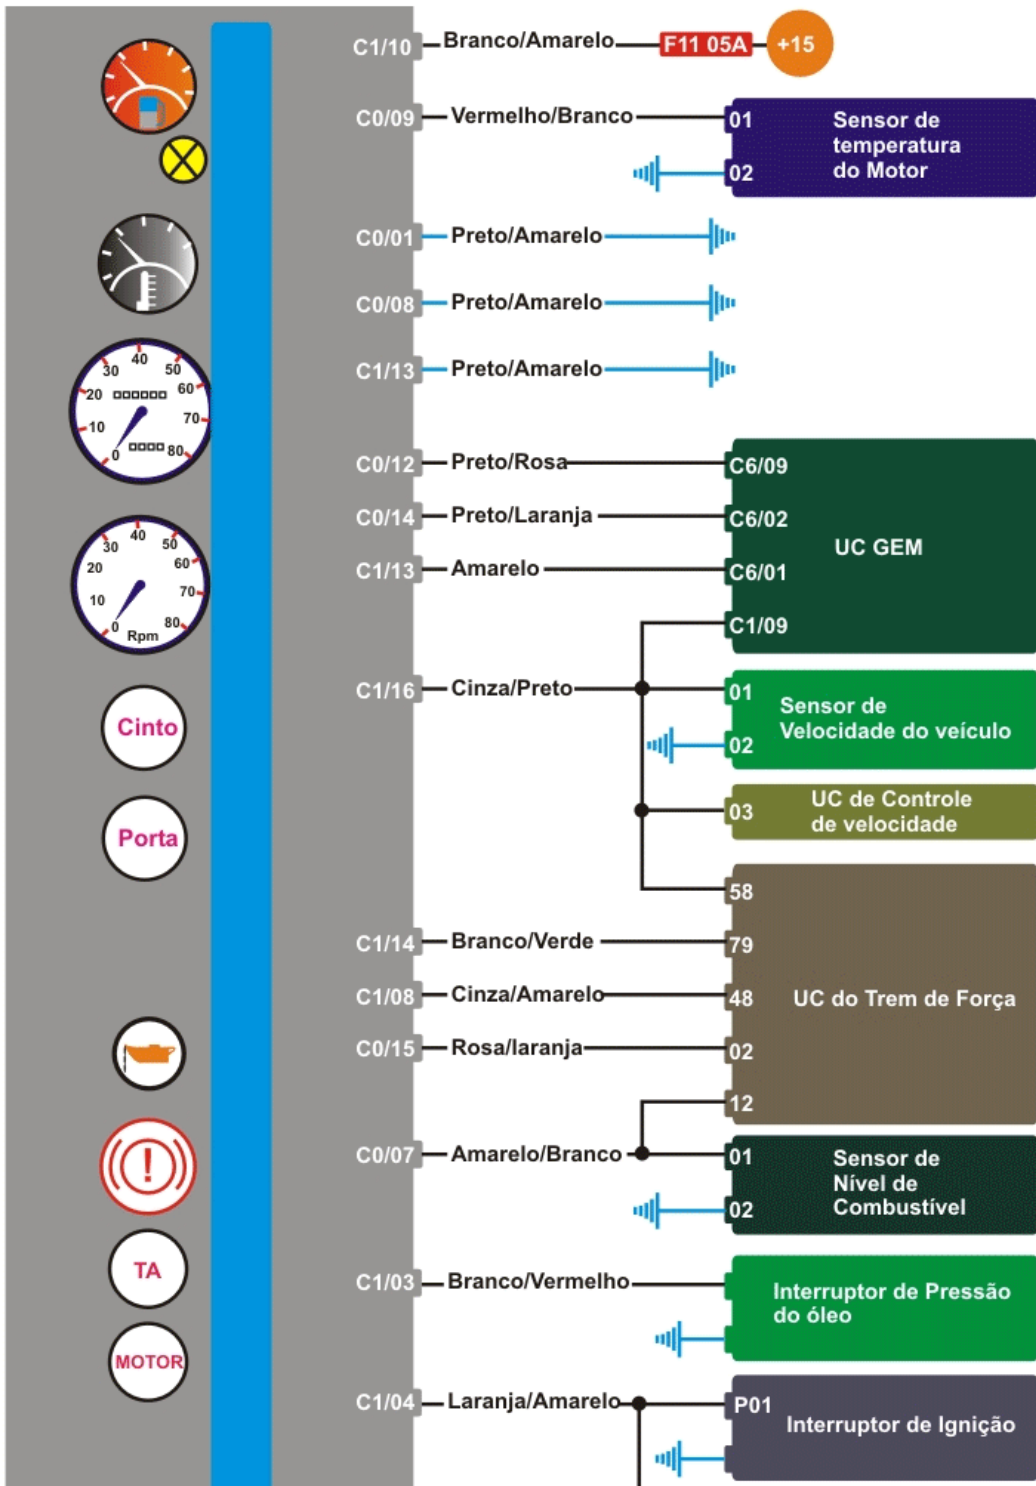 C1/10 Branco/Amarelo F11 05A +15
C0/09 Vermelho/Branco 01 Sensor de
temperatura
02 do Motor
C0/01 Preto/Amarelo
C0/08 Preto/Amarelo
C1/13 Preto/Amarelo
0 10 20 30 40 50 60 70 80
C0/12 Preto/Rosa C6/09
C0/14 Preto/Laranja C6/02
UC GEM
C1/13 Amarelo C6/01
C1/09
0 10 20 30 40 50 60 70 80
Rpm
C1/16 Cinza/Preto 01 Sensor de
Velocidade do veículo
02
Cinto
03 UC de Controle
de velocidade
Porta
58
C1/14 Branco/Verde 79
C1/08 Cinza/Amarelo 48 UC do Trem de Força
C0/15 Rosa/laranja 02
12
C0/07 Amarelo/Branco 01 Sensor de
Nível de
02 Combustível
!
TA
C1/03 Branco/Vermelho Interruptor de Pressão
do óleo
MOTOR
C1/04 Laranja/Amarelo P01
Interruptor de Ignição